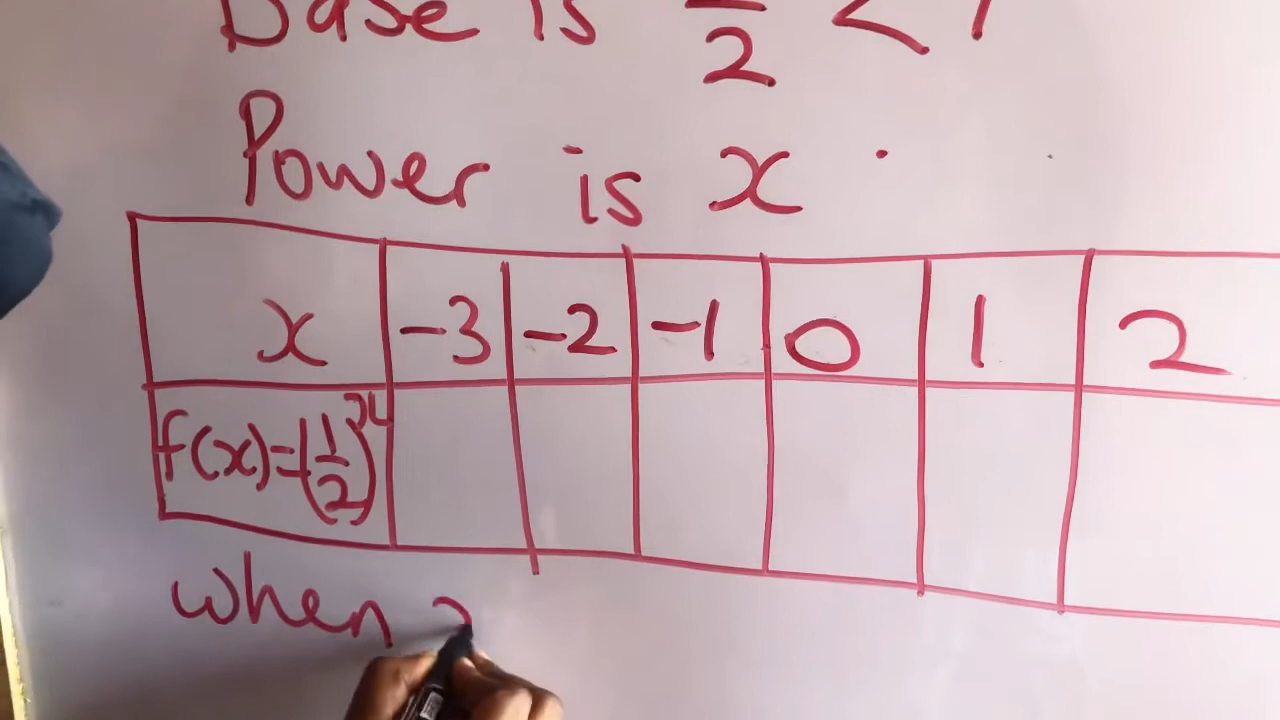 Base is 1/2 < 1
Power is x .
x -3 -2 -1 0 1 2
f(x)=(1/2)^x
when